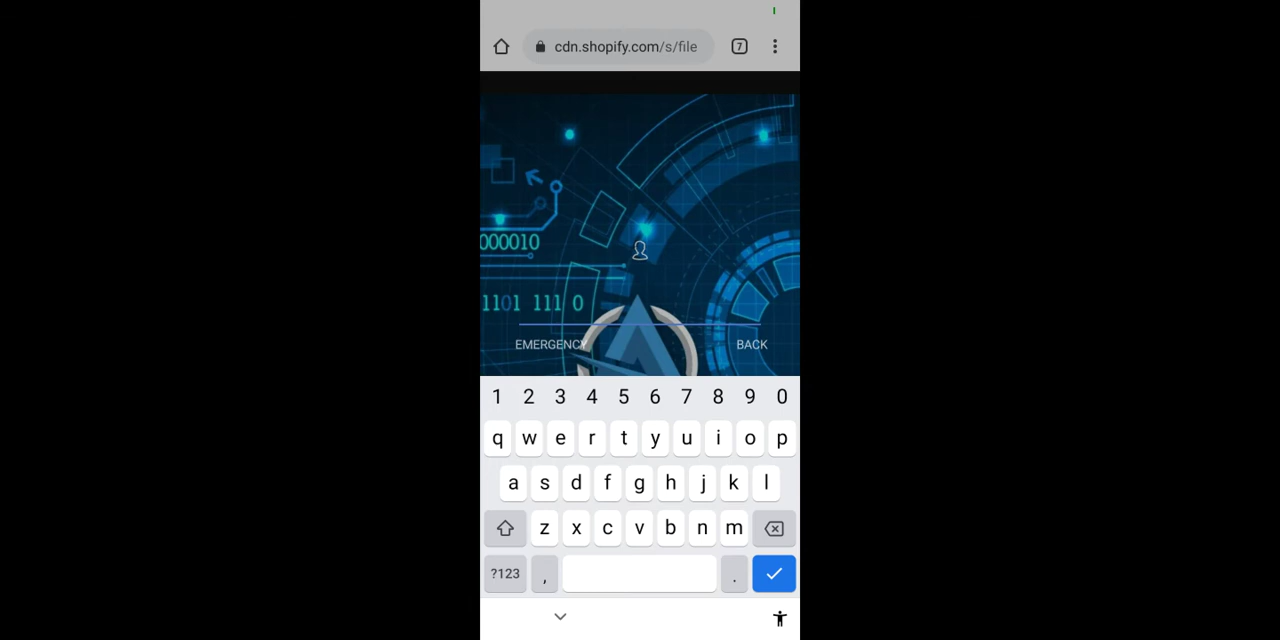 7
cdn.shopify.com/s/file
000010
1101 111 0
EMERGENCY
BACK
1 2 3 4 5 6 7 8 9 0
q w e r t y u i o p
a s d f g h j k l
z x c v b n m
?123 , .